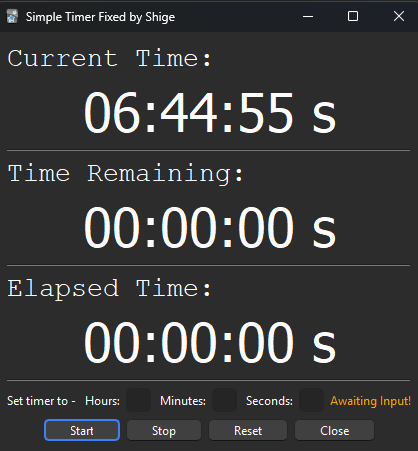 Simple Timer Fixed by Shige
Current Time:
06:44:55 s
Time Remaining:
00:00:00 s
Elapsed Time:
00:00:00 s
Set timer to - Hours: Minutes: Seconds: Awaiting Input!
Start Stop Reset Close